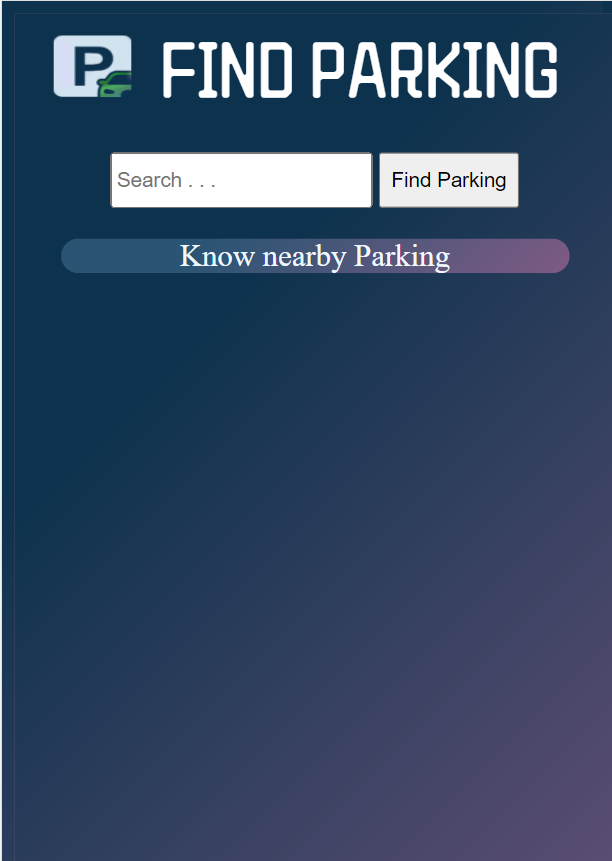 P FIND PARKING
Search . . . Find Parking
Know nearby Parking